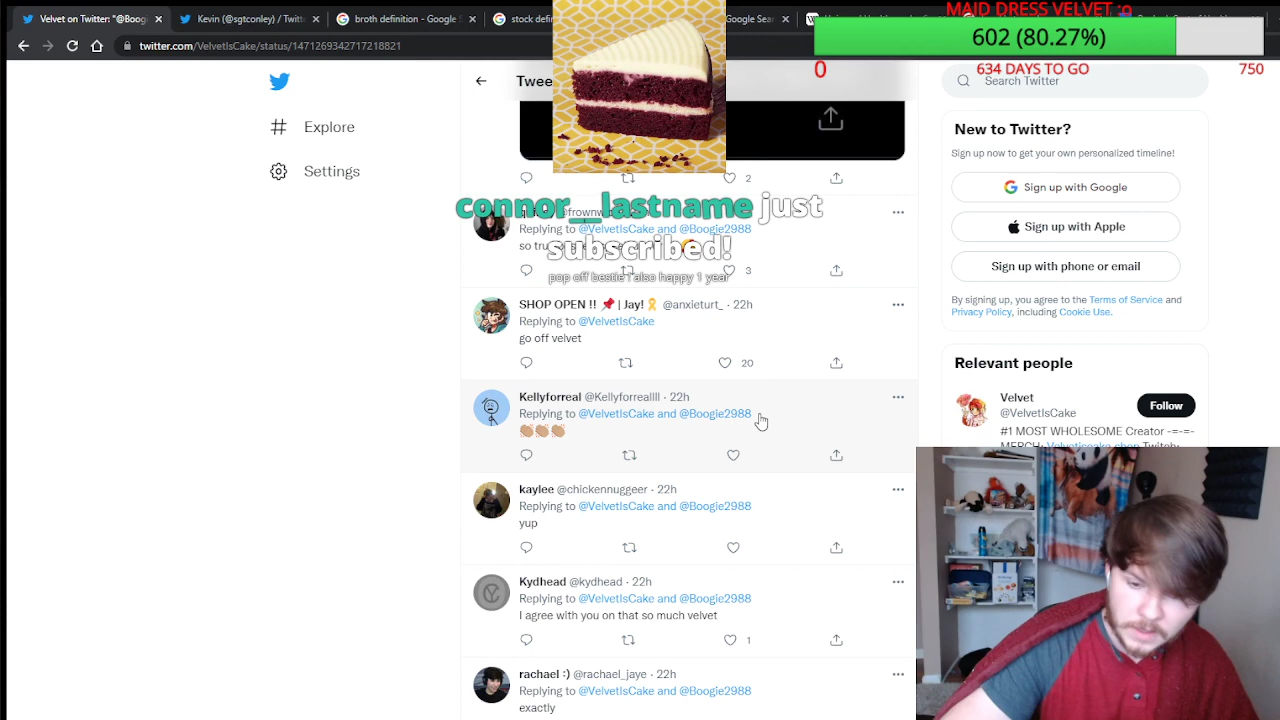 Velvet on Twitter: "@Boogi
Kevin (@sgtconley) / Twitte
broth definition - Google S
stock defini
gle Sear
MAID DRESS VELVET :o
602 (80.27%)
0
634 DAYS TO GO
750
twitter.com/VelvetIsCake/status/1471269342717218821
Twee
Search Twitter
Explore
Settings
2
connor__lastname just
subscribed!
pop off bestie ! also happy 1 year
Replying to @VelvetIsCake and @Boogie2988
so tru
3
SHOP OPEN !! 📌 | Jay!🎗 @anxieturt_ · 22h
Replying to @VelvetIsCake
go off velvet
20
Kellyforreal @Kellyforreallll · 22h
Replying to @VelvetIsCake and @Boogie2988
👏🏽👏🏽👏🏽
kaylee @chickennuggeer · 22h
Replying to @VelvetIsCake and @Boogie2988
yup
Kydhead @kydhead · 22h
Replying to @VelvetIsCake and @Boogie2988
I agree with you on that so much velvet
1
rachael :) @rachael_jaye · 22h
Replying to @VelvetIsCake and @Boogie2988
exactly
New to Twitter?
Sign up now to get your own personalized timeline!
Sign up with Google
Sign up with Apple
Sign up with phone or email
By signing up, you agree to the Terms of Service and
Privacy Policy, including Cookie Use.
Relevant people
Velvet
@VelvetIsCake
Follow
#1 MOST WHOLESOME Creator -=-=-
MERCH: Velveticcake.shop Twitch: